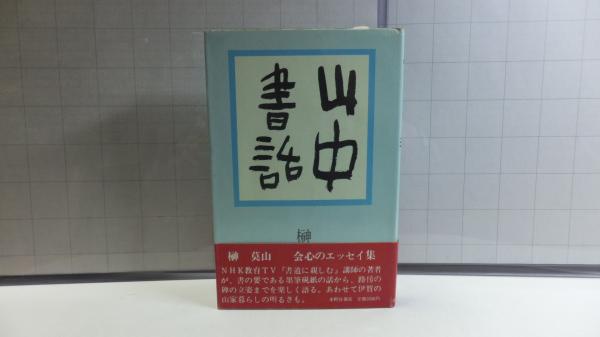 山中
書話
榊
榊 莫山 会心のエッセイ集
NHK教育TV『書道に親しむ』講師の著者
が、書の要である墨筆硯紙の話から、路傍の
碑の立姿までを楽しく語る。あわせて伊賀の
山家暮らしの明るさも。